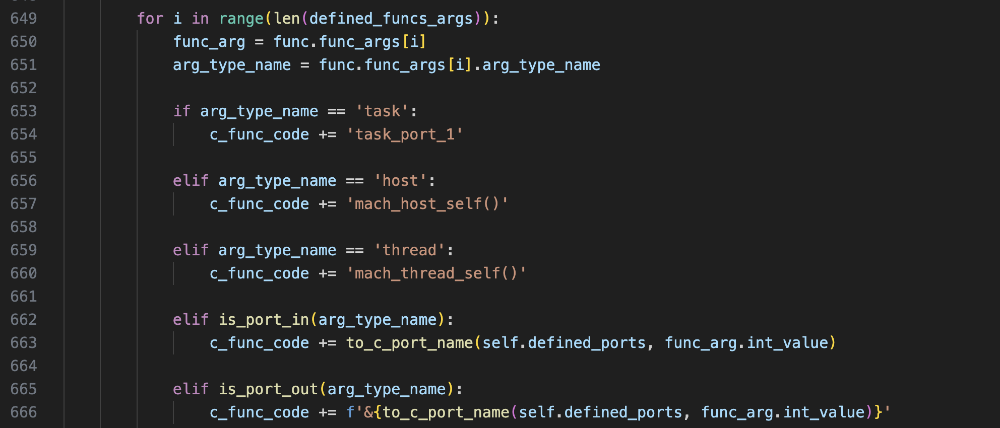 649 for i in range(len(defined_funcs_args)):
650 func_arg = func.func_args[i]
651 arg_type_name = func.func_args[i].arg_type_name
652
653 if arg_type_name == 'task':
654 c_func_code += 'task_port_1'
655
656 elif arg_type_name == 'host':
657 c_func_code += 'mach_host_self()'
658
659 elif arg_type_name == 'thread':
660 c_func_code += 'mach_thread_self()'
661
662 elif is_port_in(arg_type_name):
663 c_func_code += to_c_port_name(self.defined_ports, func_arg.int_value)
664
665 elif is_port_out(arg_type_name):
666 c_func_code += f'&{to_c_port_name(self.defined_ports, func_arg.int_value)}'